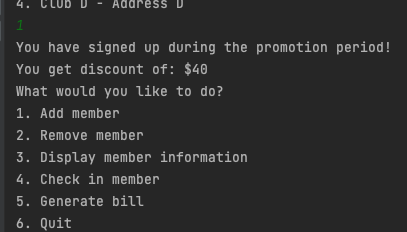 4. Club D - Address D
1
You have signed up during the promotion period!
You get discount of: $40
What would you like to do?
1. Add member
2. Remove member
3. Display member information
4. Check in member
5. Generate bill
6. Quit